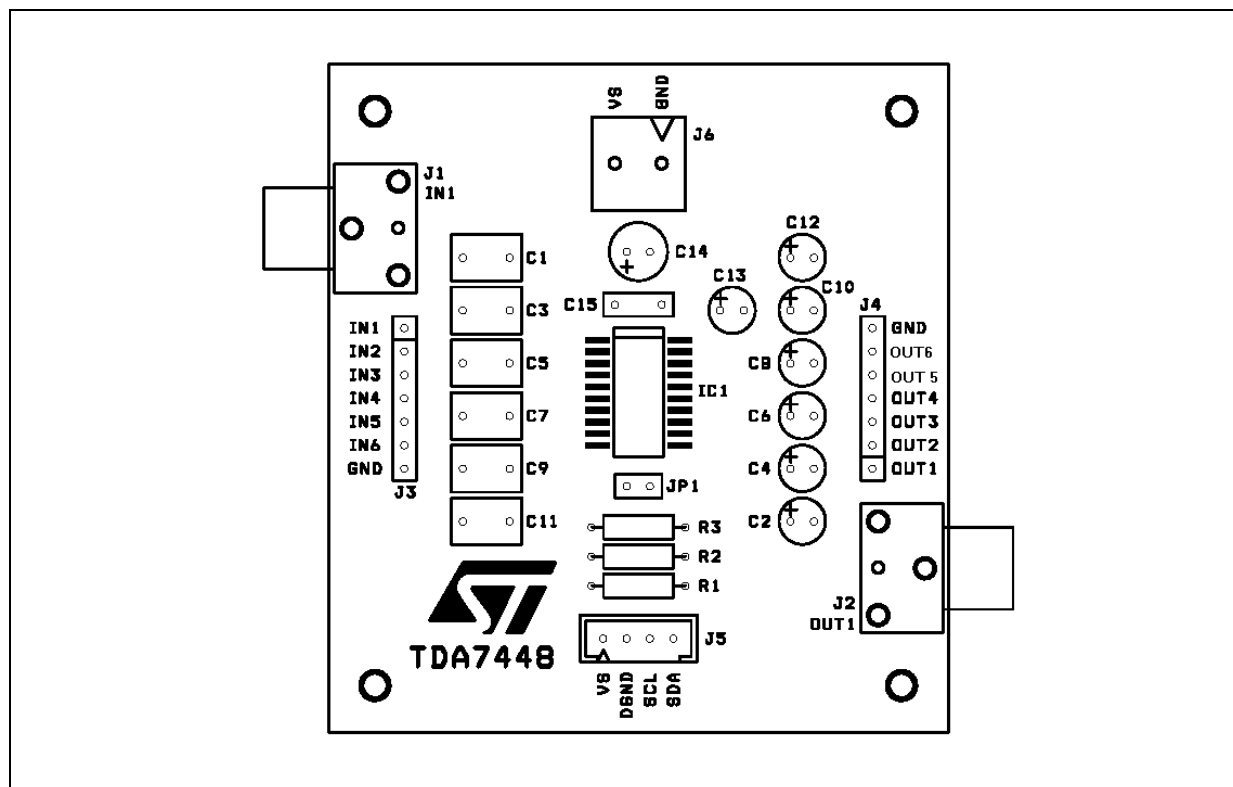 VS
GND
J6
J1
IN1
C1
C3
C5
C7
C9
C11
C14
C15
C13
C12
C10
C8
C6
C4
C2
IC1
JP1
R3
R2
R1
IN1
IN2
IN3
IN4
IN5
IN6
GND
J3
J4
GND
OUT6
OUT 5
OUT4
OUT3
OUT2
OUT1
J2
OUT1
ST
TDA7448
J5
VS
DGND
SCL
SDA